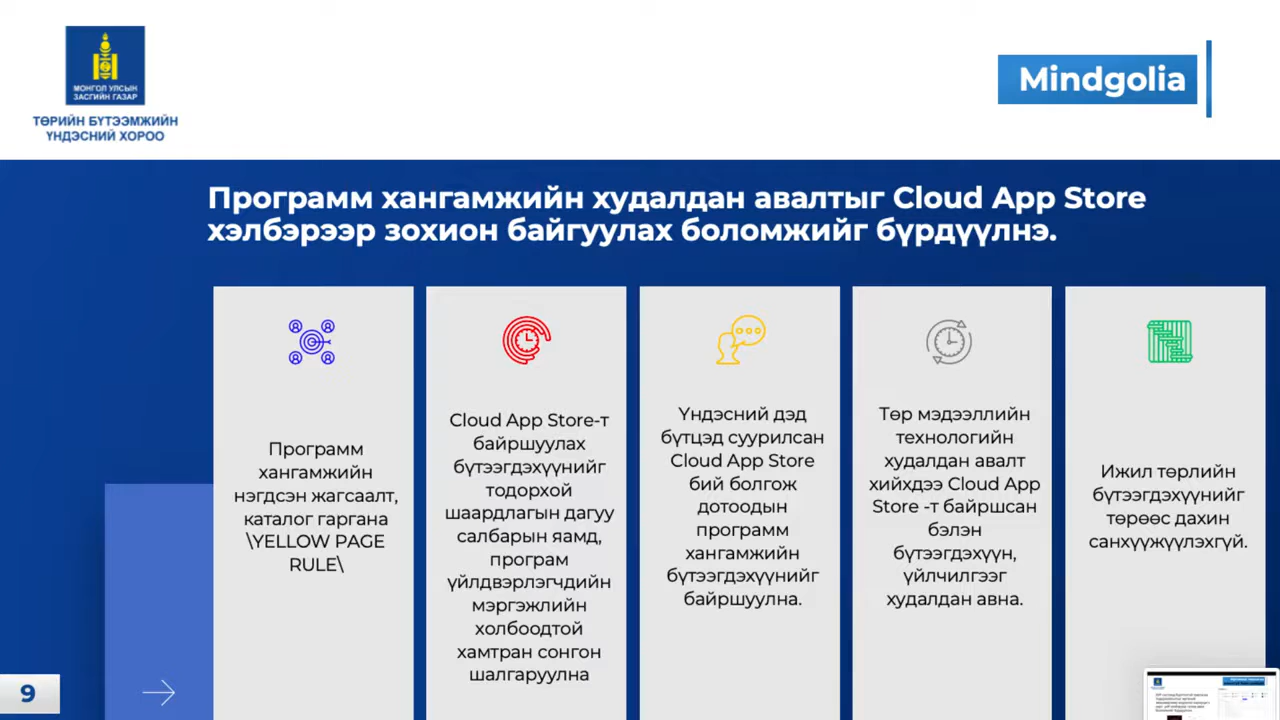 МОНГОЛ УЛСЫН
ЗАСГИЙН ГАЗАР
ТӨРИЙН БҮТЭЭМЖИЙН
ҮНДЭСНИЙ ХОРОО
Mindgolia
Программ хангамжийн худалдан авалтыг Cloud App Store
хэлбэрээр зохион байгуулах боломжийг бүрдүүлнэ.
Программ
хангамжийн
нэгдсэн жагсаалт,
каталог гаргана
\YELLOW PAGE
RULE\
Cloud App Store-т
байршуулах
бүтээгдэхүүнийг
тодорхой
шаардлагын дагуу
салбарын яамд,
програм
үйлдвэрлэгчдийн
мэргэжлийн
холбоодтой
хамтран сонгон
шалгаруулна
Үндэсний дэд
бүтцэд суурилсан
Cloud App Store
бий болгож
дотоодын
программ
хангамжийн
бүтээгдэхүүнийг
байршуулна.
Төр мэдээллийн
технологийн
худалдан авалт
хийхдээ Cloud App
Store -т байршсан
бэлэн
бүтээгдэхүүн,
үйлчилгээг
худалдан авна.
Ижил төрлийн
бүтээгдэхүүнийг
төрөөс дахин
санхүүжүүлэхгүй.
9